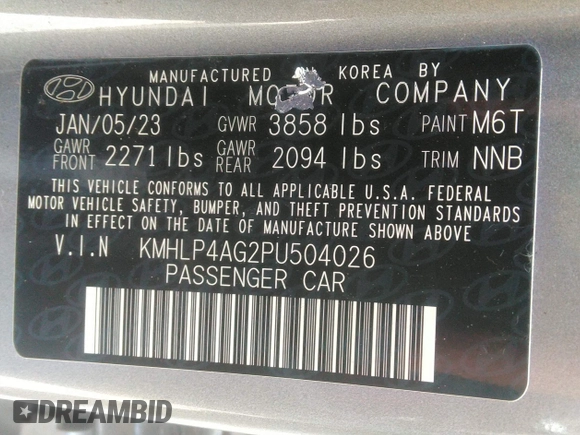 MANUFACTURED KOREA BY
HYUNDAI MOTOR COMPANY
JAN/05/23 GVWR 3858 lbs PAINT M6T
GAWR FRONT 2271 lbs GAWR REAR 2094 lbs TRIM NNB
THIS VEHICLE CONFORMS TO ALL APPLICABLE U.S.A. FEDERAL
MOTOR VEHICLE SAFETY, BUMPER, AND THEFT PREVENTION STANDARDS
IN EFFECT ON THE DATE OF MANUFACTURE SHOWN ABOVE.
V.I.N KMHLP4AG2PU504026
PASSENGER CAR
DREAMBID